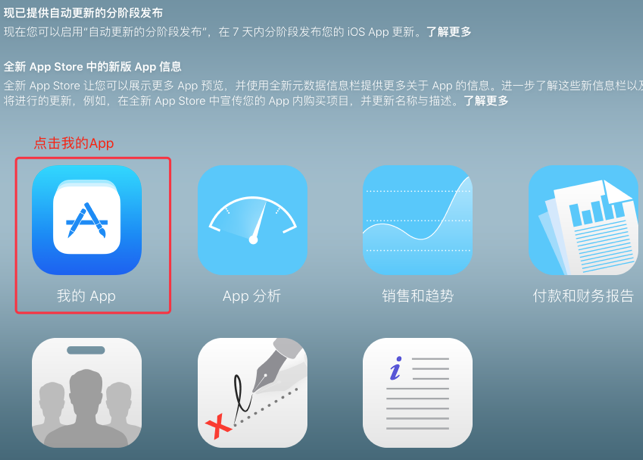 现已提供自动更新的分阶段发布
现在您可以启用“自动更新的分阶段发布”，在 7 天内分阶段发布您的 iOS App 更新。了解更多
全新 App Store 中的新版 App 信息
全新 App Store 让您可以展示更多 App 预览，并使用全新元数据信息栏提供更多关于 App 的信息。进一步了解这些新信息栏以及
将进行的更新，例如，在全新 App Store 中宣传您的 App 内购买项目，并更新名称与描述。了解更多
点击我的App
我的 App
App 分析
销售和趋势
付款和财务报告